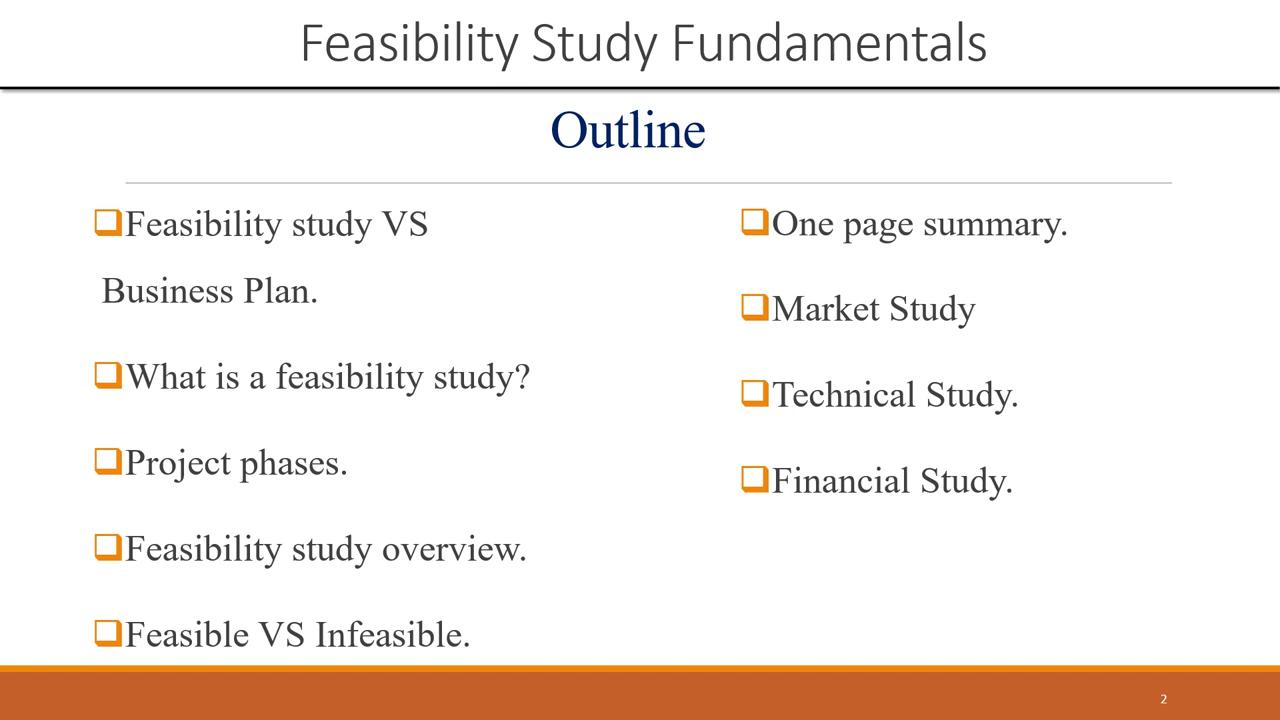 Feasibility Study Fundamentals
Outline
Feasibility study VS
Business Plan.
What is a feasibility study?
Project phases.
Feasibility study overview.
Feasible VS Infeasible.
One page summary.
Market Study
Technical Study.
Financial Study.
2